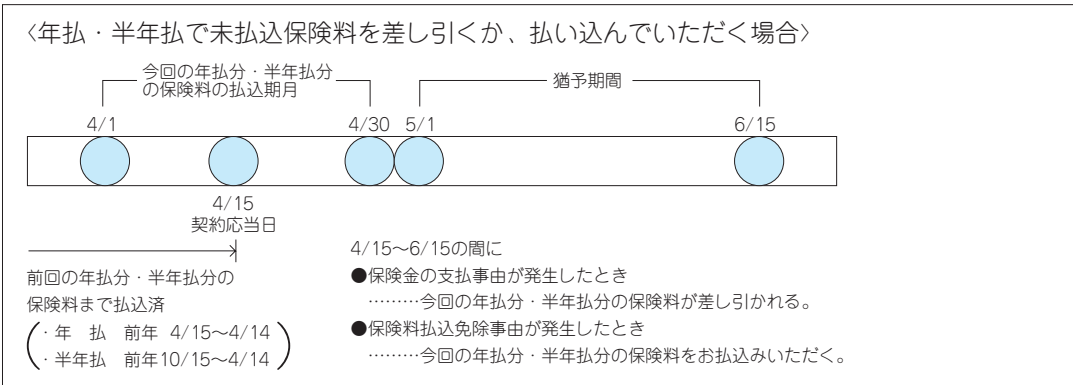 〈年払・半年払で未払込保険料を差し引くか、払い込んでいただく場合〉
今回の年払分・半年払分
の保険料の払込期月
猶予期間
4/1
4/30
5/1
6/15
4/15
契約応当日
前回の年払分・半年払分の
保険料まで払込済
・年　払　前年 4/15〜4/14
・半年払　前年10/15〜4/14
4/15〜6/15の間に
●保険金の支払事由が発生したとき
………今回の年払分・半年払分の保険料が差し引かれる。
●保険料払込免除事由が発生したとき
………今回の年払分・半年払分の保険料をお払込みいただく。